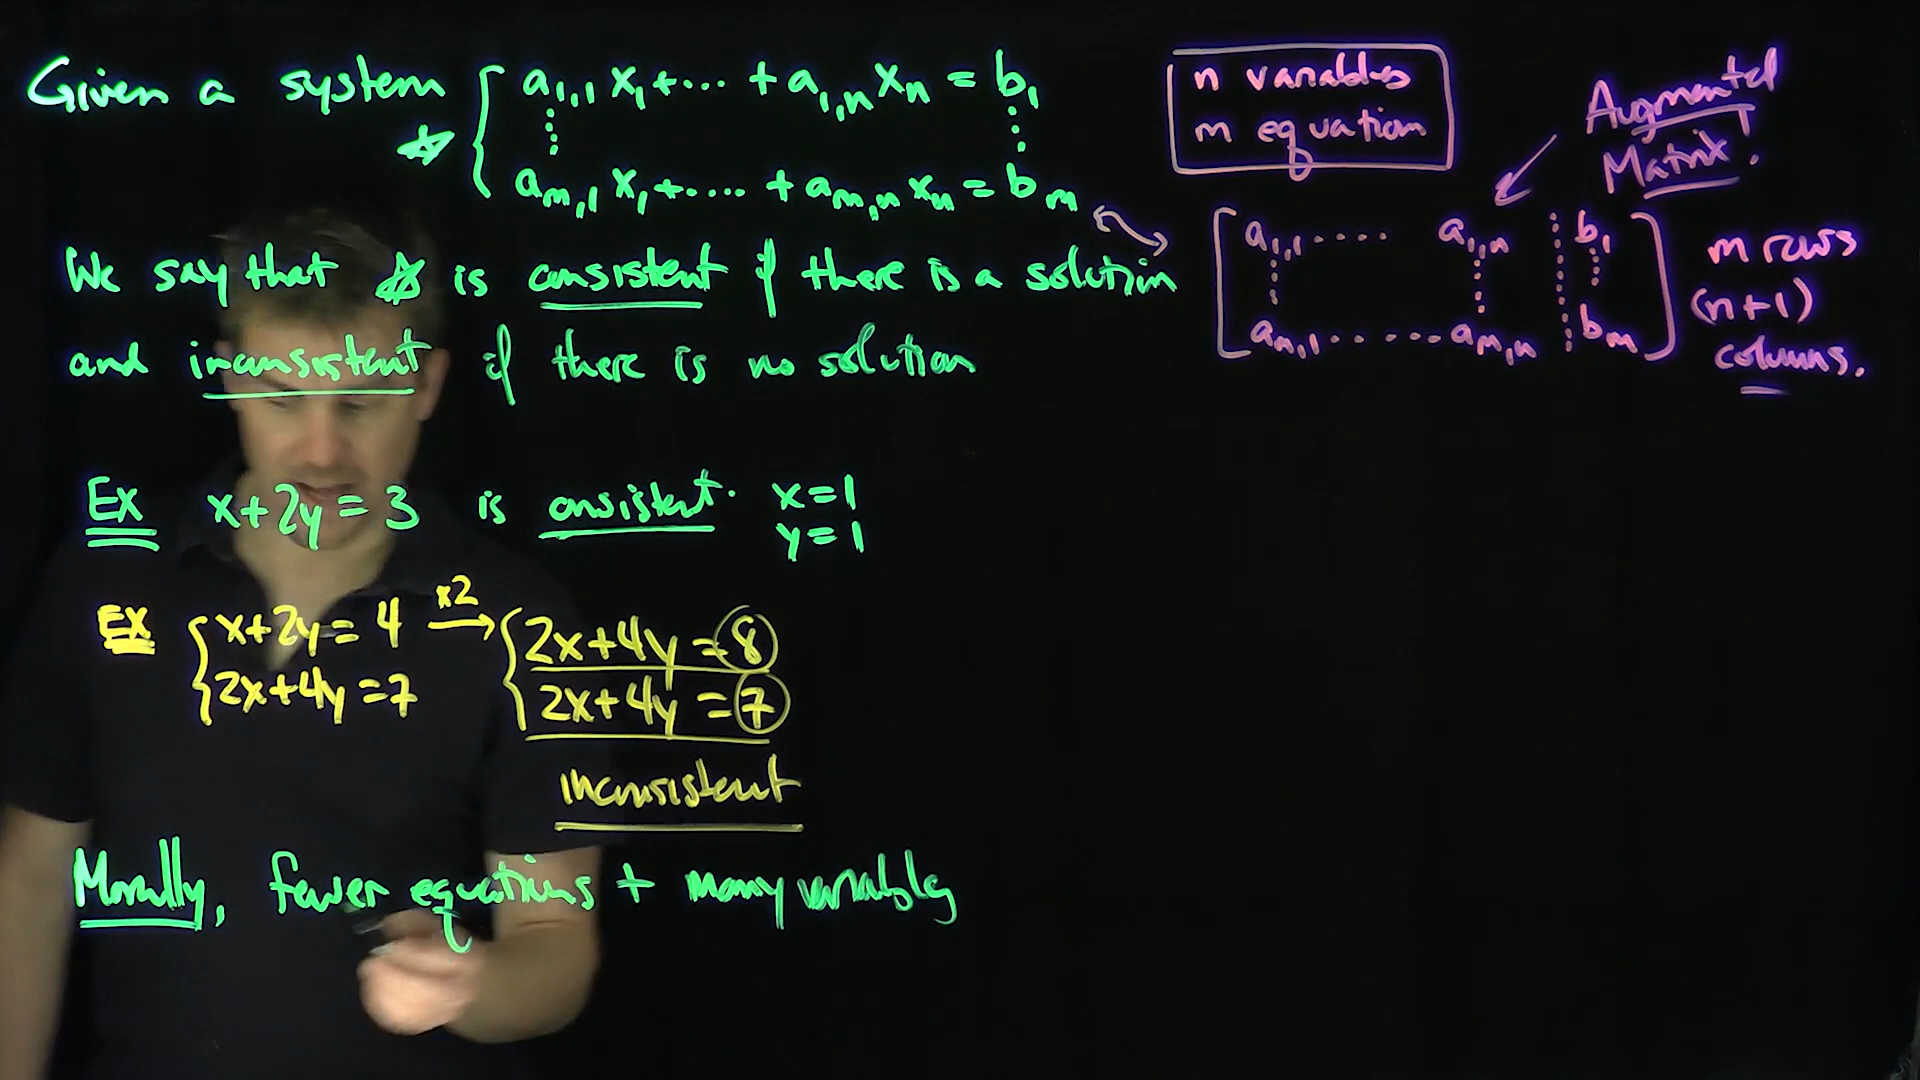 Given a system ☆ { a1,1 x1 + ... + a1,n xn = b1
am,1 x1 + .... + am,n xn = bm
We say that ☆ is consistent if there is a solution
and inconsistent if there is no solution
Ex x+2y=3 is consistent. x=1
y=1
Ex { x+2y=4 →x2 { 2x+4y=8
2x+4y=7 2x+4y=7
inconsistent
Morally, fewer equations + many variables
n variables
m equation
Augmented
Matrix.
[ a1,1 .... a1,n ⋮ b1 ]
am,1 ...... am,n ⋮ bm
m rows
(n+1)
columns.